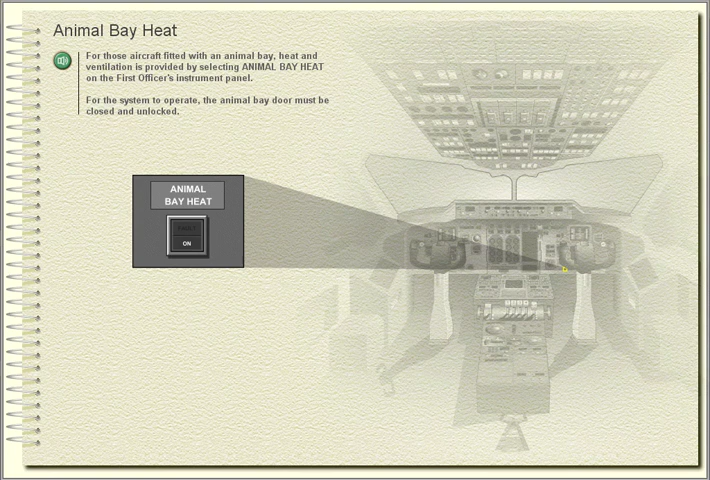 Animal Bay Heat
For those aircraft fitted with an animal bay, heat and
ventilation is provided by selecting ANIMAL BAY HEAT
on the First Officer's instrument panel.
For the system to operate, the animal bay door must be
closed and unlocked.
ANIMAL
BAY HEAT
FAULT
ON